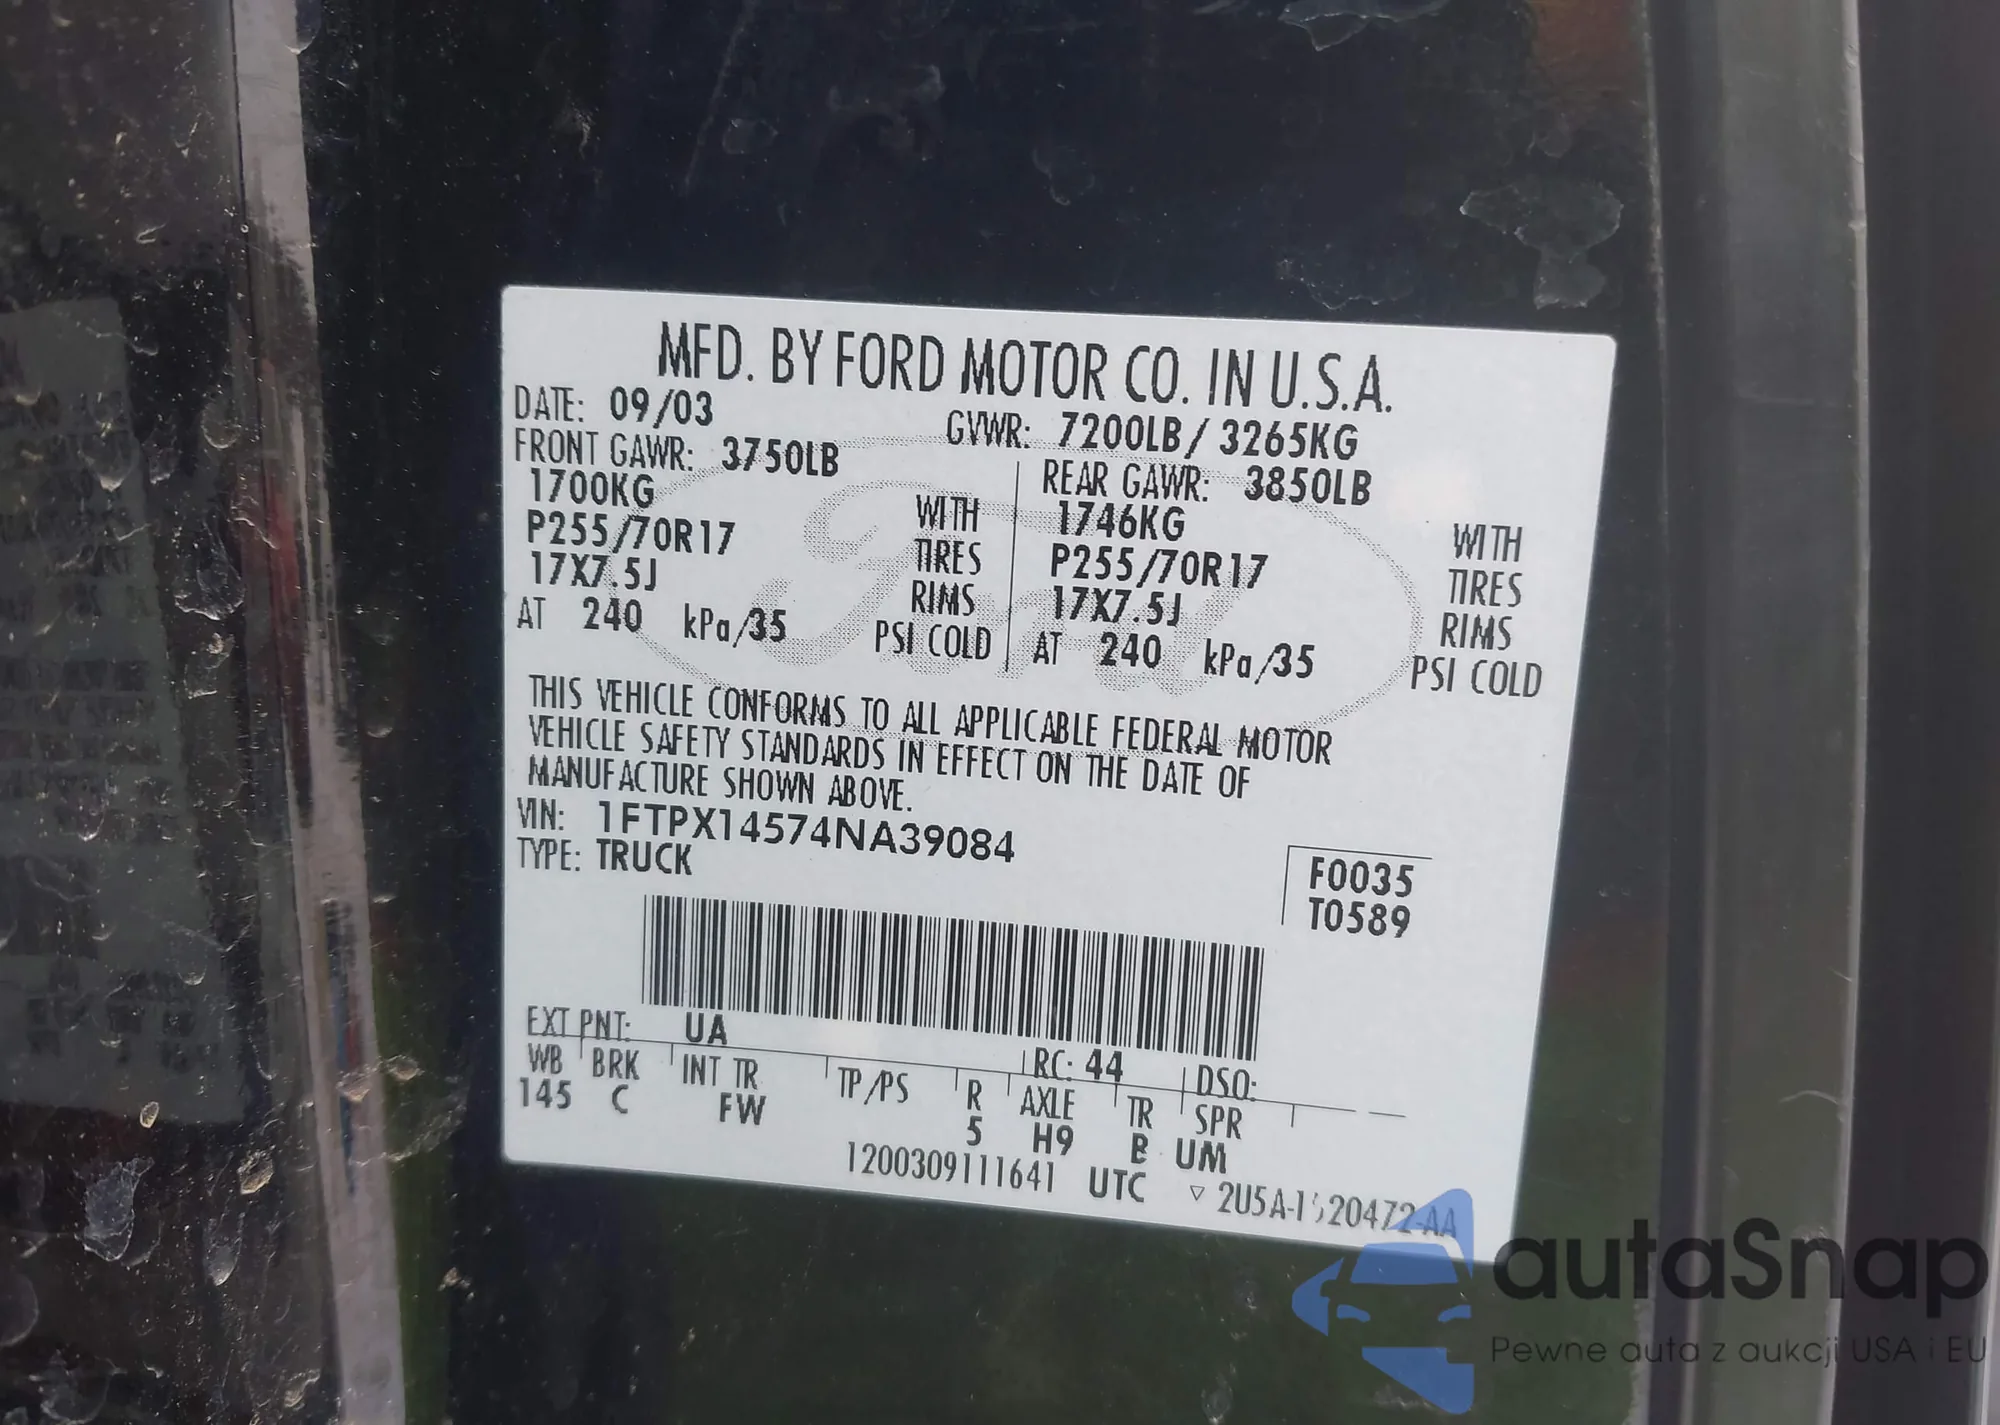 MFD. BY FORD MOTOR CO. IN U.S.A.
DATE: 09/03 GVWR: 7200LB / 3265KG
FRONT GAWR: 3750LB REAR GAWR: 3850LB
1700KG WITH 1746KG WITH
P255/70R17 TIRES P255/70R17 TIRES
17X7.5J RIMS 17X7.5J RIMS
AT 240 kPa/35 PSI COLD AT 240 kPa/35 PSI COLD
Ford
THIS VEHICLE CONFORMS TO ALL APPLICABLE FEDERAL MOTOR
VEHICLE SAFETY STANDARDS IN EFFECT ON THE DATE OF
MANUFACTURE SHOWN ABOVE.
VIN: 1FTPX14574NA39084
TYPE: TRUCK
F0035
T0589
EXT PNT: UA RC: 44 DSO:
WB BRK INT TR TP/PS R AXLE TR SPR
145 C FW 5 H9 B UM
1200309111641 UTC ▽
autaSnap
Pewne auta z aukcji USA i EU